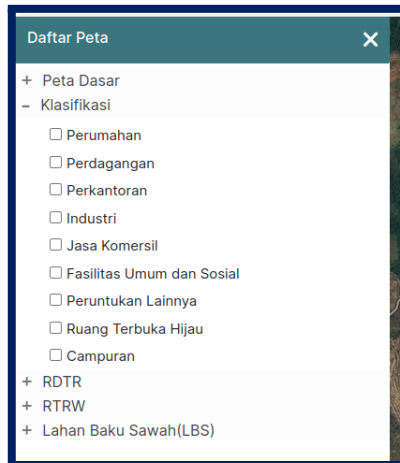 Daftar Peta
+ Peta Dasar
– Klasifikasi
Perumahan
Perdagangan
Perkantoran
Industri
Jasa Komersil
Fasilitas Umum dan Sosial
Peruntukan Lainnya
Ruang Terbuka Hijau
Campuran
+ RDTR
+ RTRW
+ Lahan Baku Sawah(LBS)